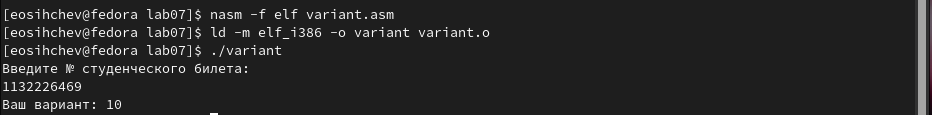 [eosihchev@fedora lab07]$ nasm -f elf variant.asm
[eosihchev@fedora lab07]$ ld -m elf_i386 -o variant variant.o
[eosihchev@fedora lab07]$ ./variant
Введите № студенческого билета:
1132226469
Ваш вариант: 10